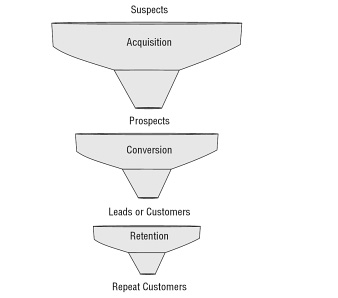 Suspects
Acquisition
Prospects
Conversion
Leads or Customers
Retention
Repeat Customers